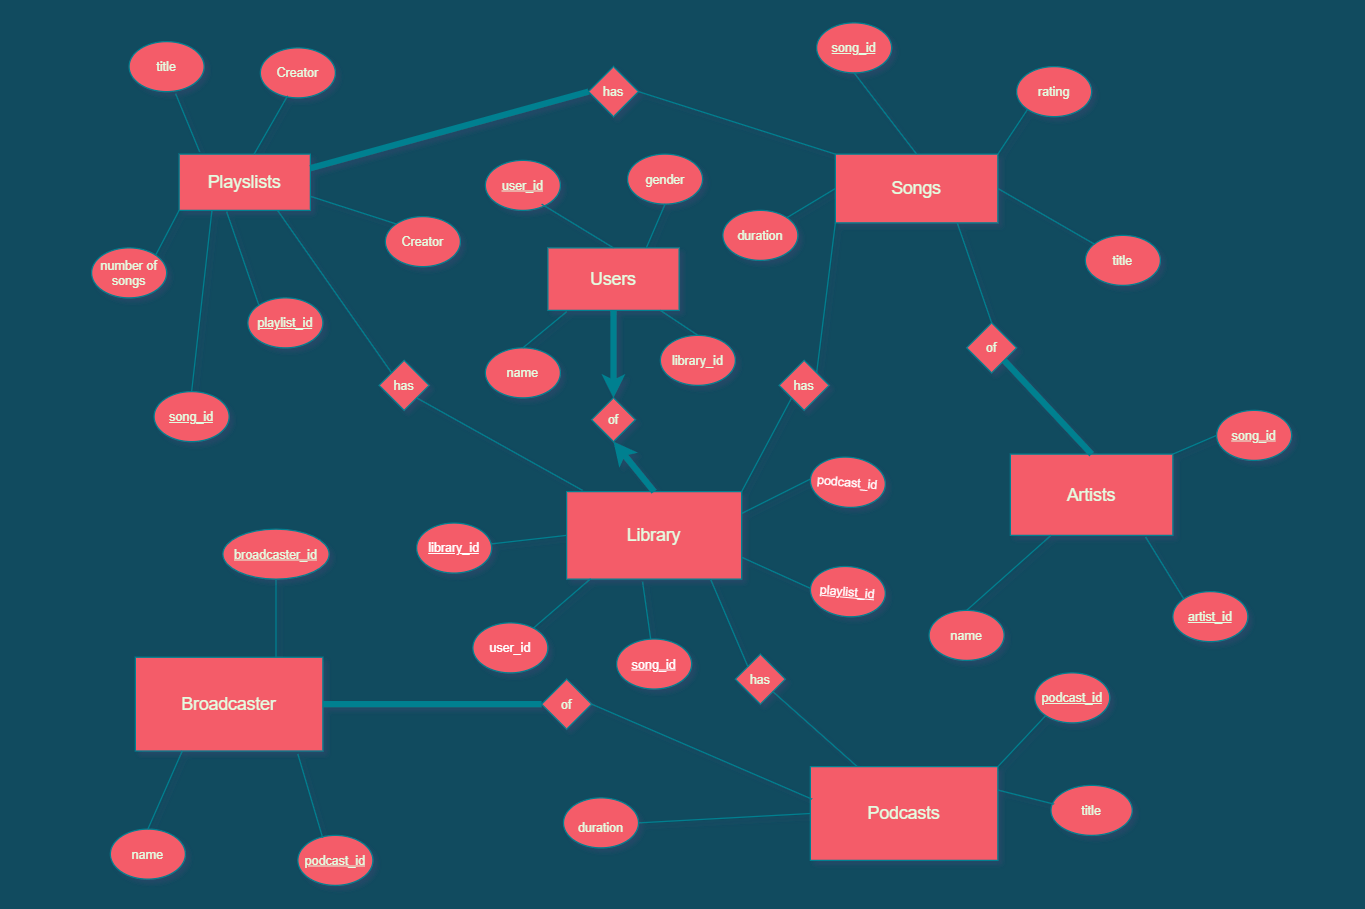 song_id
title
Creator
rating
has
Playslists
user_id
gender
Songs
duration
Creator
title
number of
songs
Users
playlist_id
name
library_id
of
has
has
song_id
of
song_id
podcast_id
Artists
Library
library_id
broadcaster_id
playlist_id
user_id
song_id
artist_id
name
has
Broadcaster
of
podcast_id
title
Podcasts
duration
name
podcast_id